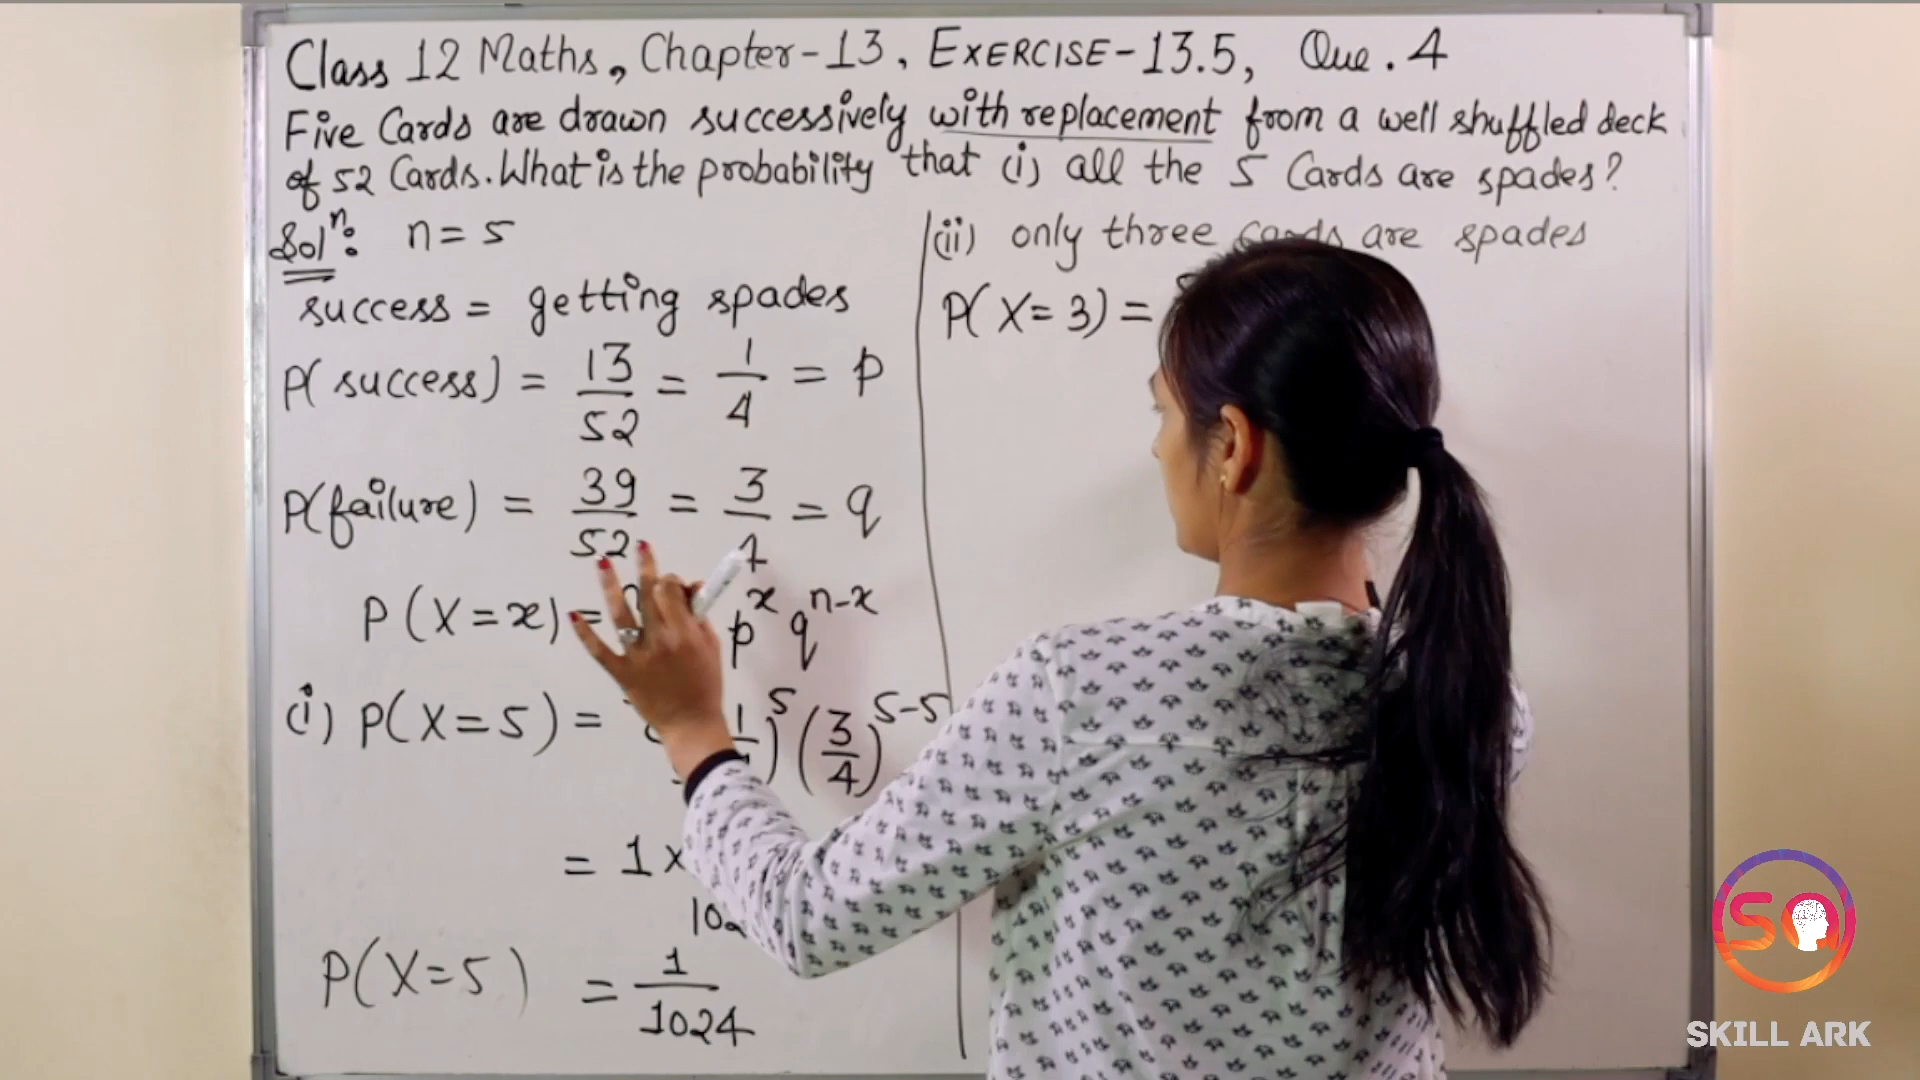 Class 12 Maths, Chapter-13, EXERCISE-13.5, Que. 4
Five Cards are drawn successively with replacement from a well shuffled deck
of 52 Cards. What is the probability that (i) all the 5 Cards are spades?
Solⁿ: n = 5
success = getting spades
P(success) = 13/52 = 1/4 = p
P(failure) = 39/52 = 3/4 = q
P(X=x) = p^x q^(n-x)
(i) P(X=5) = (3/4)^(5-5)
= 1 ×
P(X=5) = 1/1024
(ii) only three cards are spades
P(X=3) =
SA
SKILL ARK